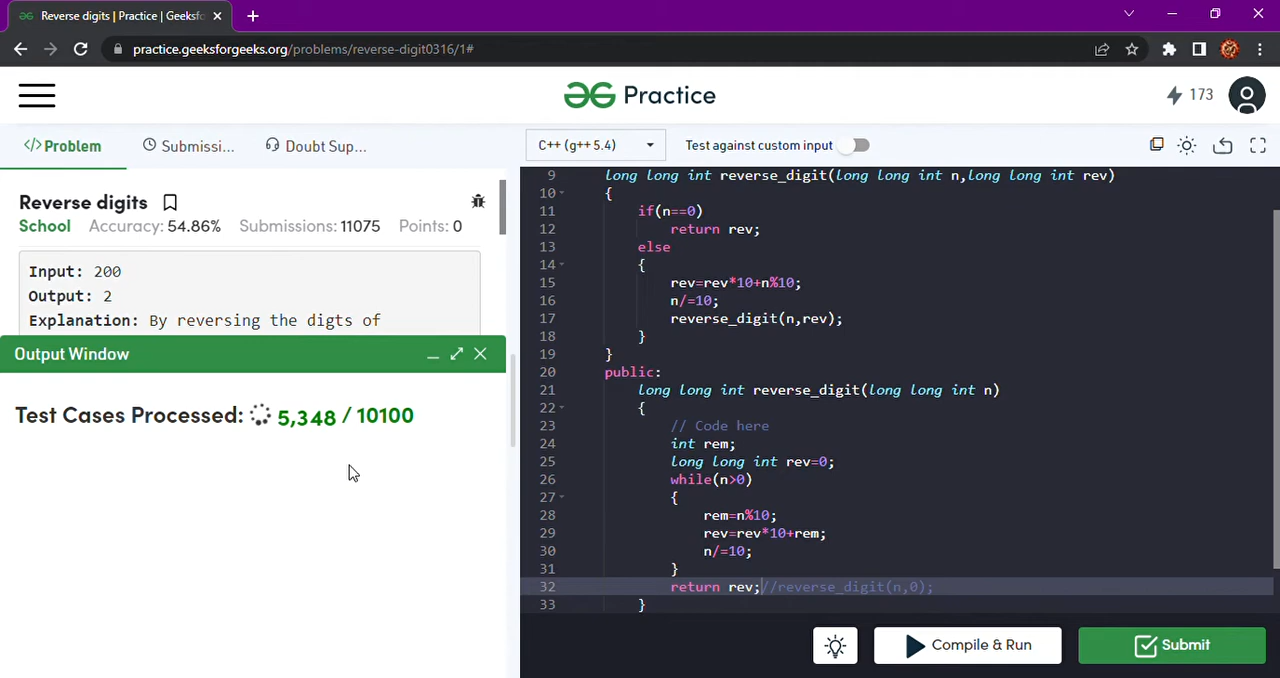 Reverse digits | Practice | Geeksfo
practice.geeksforgeeks.org/problems/reverse-digit0316/1#
Practice
173
</>Problem
Submissi...
Doubt Sup...
C++ (g++ 5.4)
Test against custom input
Reverse digits
School Accuracy: 54.86% Submissions: 11075 Points: 0
Input: 200
Output: 2
Explanation: By reversing the digts of
Output Window
Test Cases Processed: 5,348 / 10100
9 long long int reverse_digit(long long int n,long long int rev)
10 {
11 if(n==0)
12 return rev;
13 else
14 {
15 rev=rev*10+n%10;
16 n/=10;
17 reverse_digit(n,rev);
18 }
19 }
20 public:
21 long long int reverse_digit(long long int n)
22 {
23 // Code here
24 int rem;
25 long long int rev=0;
26 while(n>0)
27 {
28 rem=n%10;
29 rev=rev*10+rem;
30 n/=10;
31 }
32 return rev;//reverse_digit(n,0);
33 }
Compile & Run
Submit